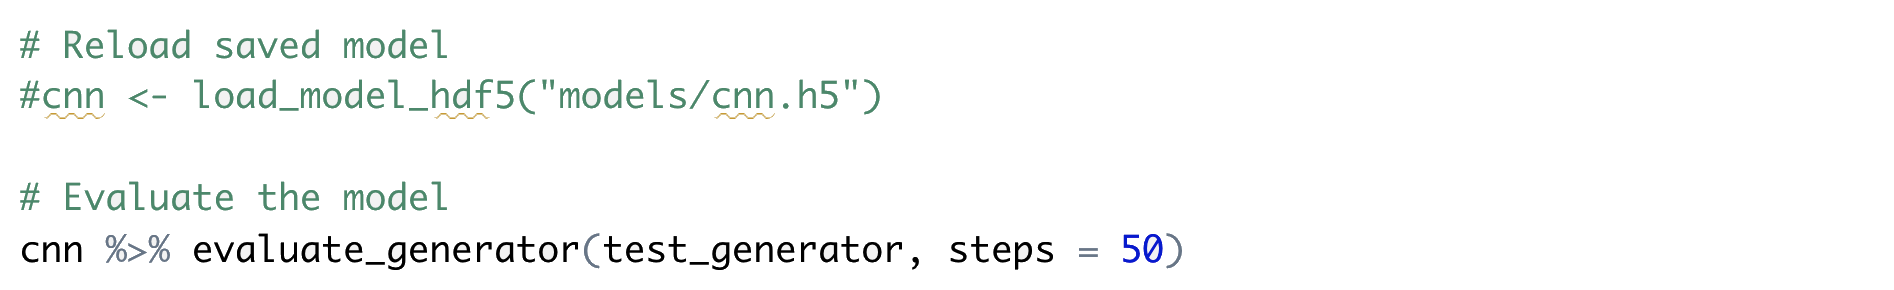 # Reload saved model
#cnn <- load_model_hdf5("models/cnn.h5")
# Evaluate the model
cnn %>% evaluate_generator(test_generator, steps = 50)